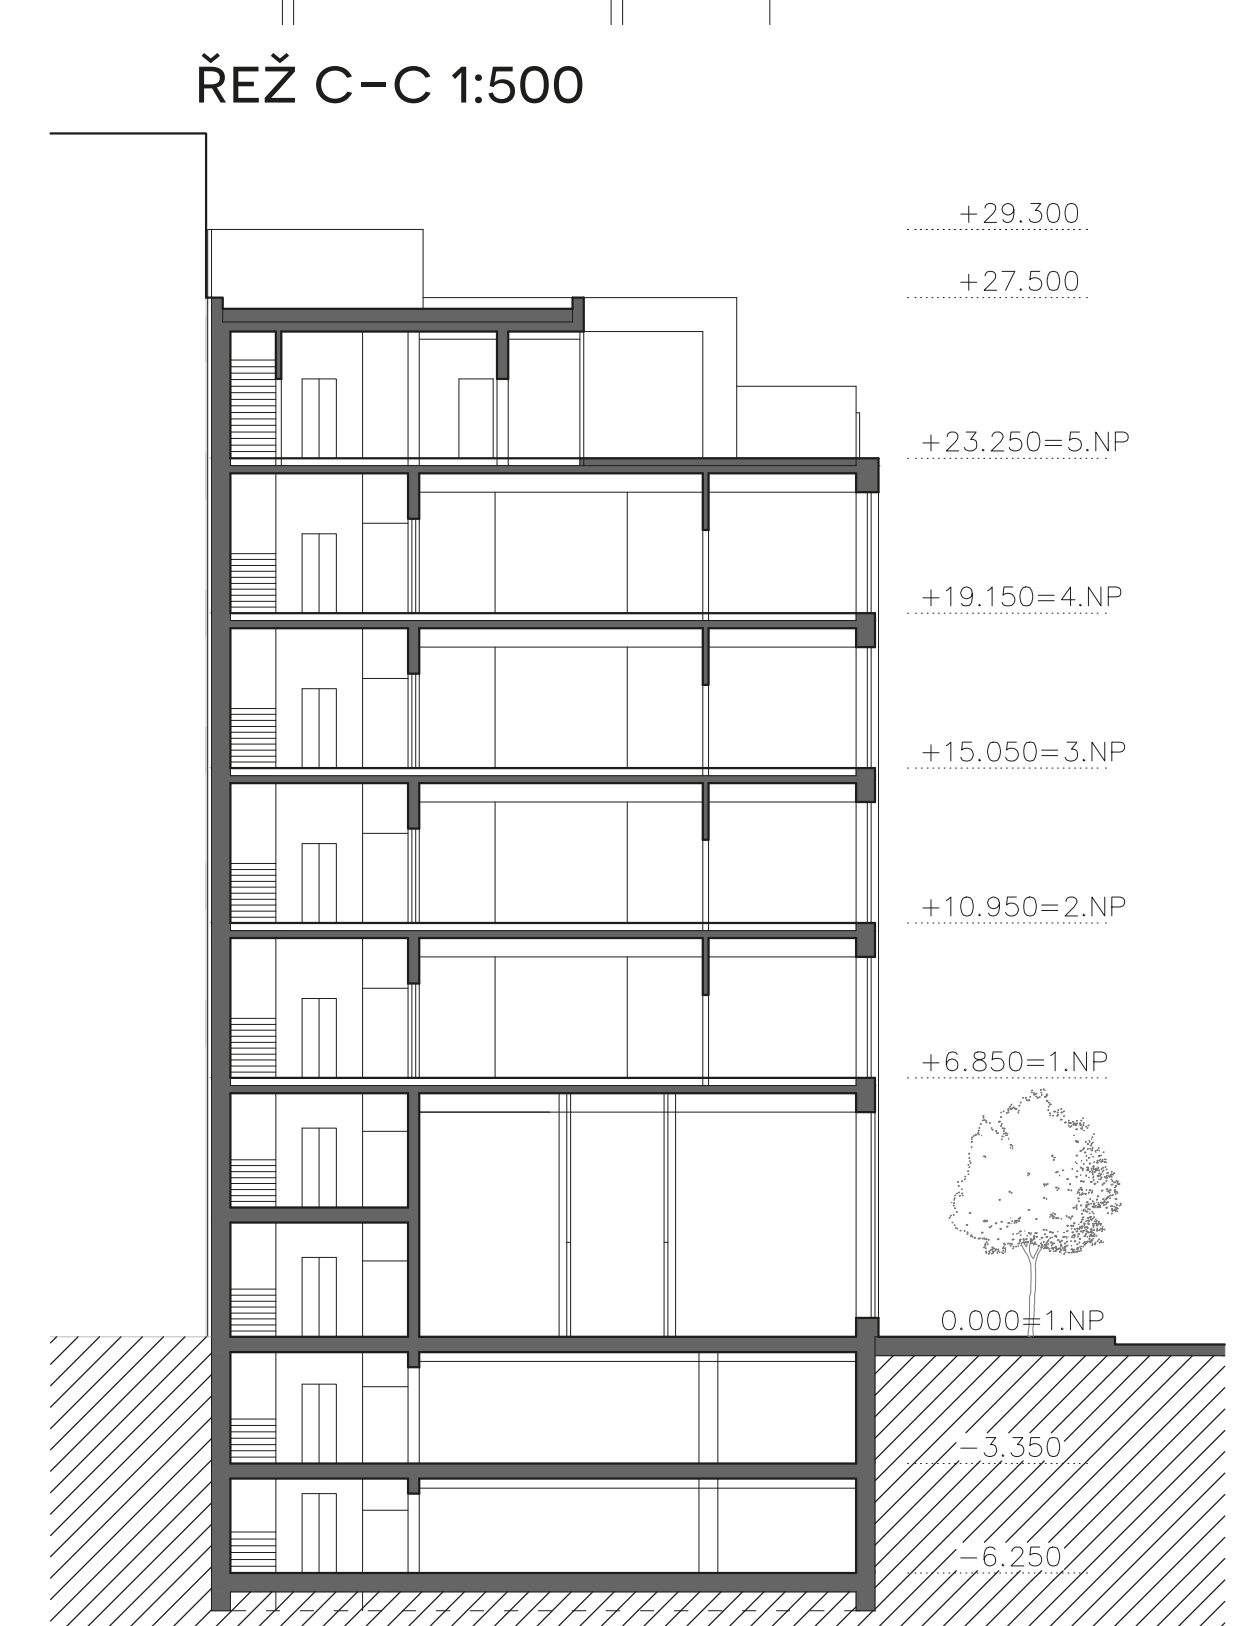 ŘEŽ C–C 1:500
+29.300
+27.500
+23.250=5.NP
+19.150=4.NP
+15.050=3.NP
+10.950=2.NP
+6.850=1.NP
0.000=1.NP
−3.350
−6.250